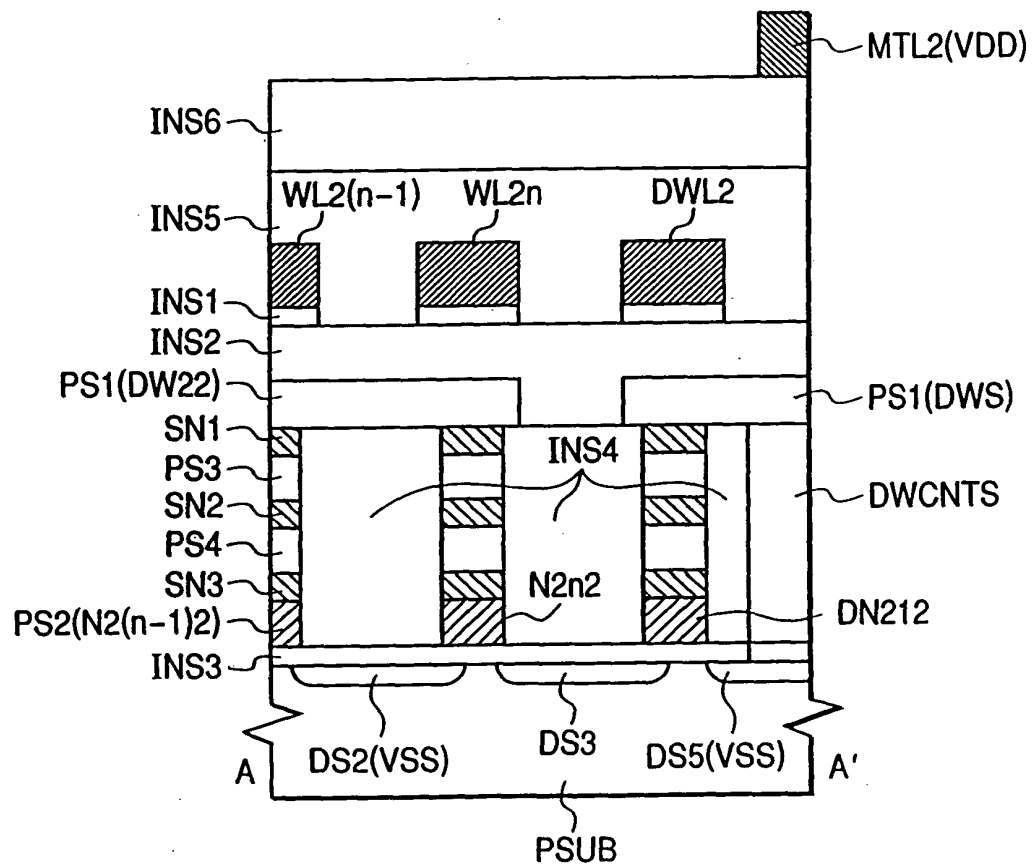 MTL2(VDD)
INS6
WL2(n-1) WL2n DWL2
INS5
INS1
INS2
PS1(DW22) PS1(DWS)
SN1
INS4
PS3
SN2 DWCNTS
PS4
SN3 N2n2
PS2(N2(n-1)2) DN212
INS3
A DS2(VSS) DS3 DS5(VSS) A'
PSUB